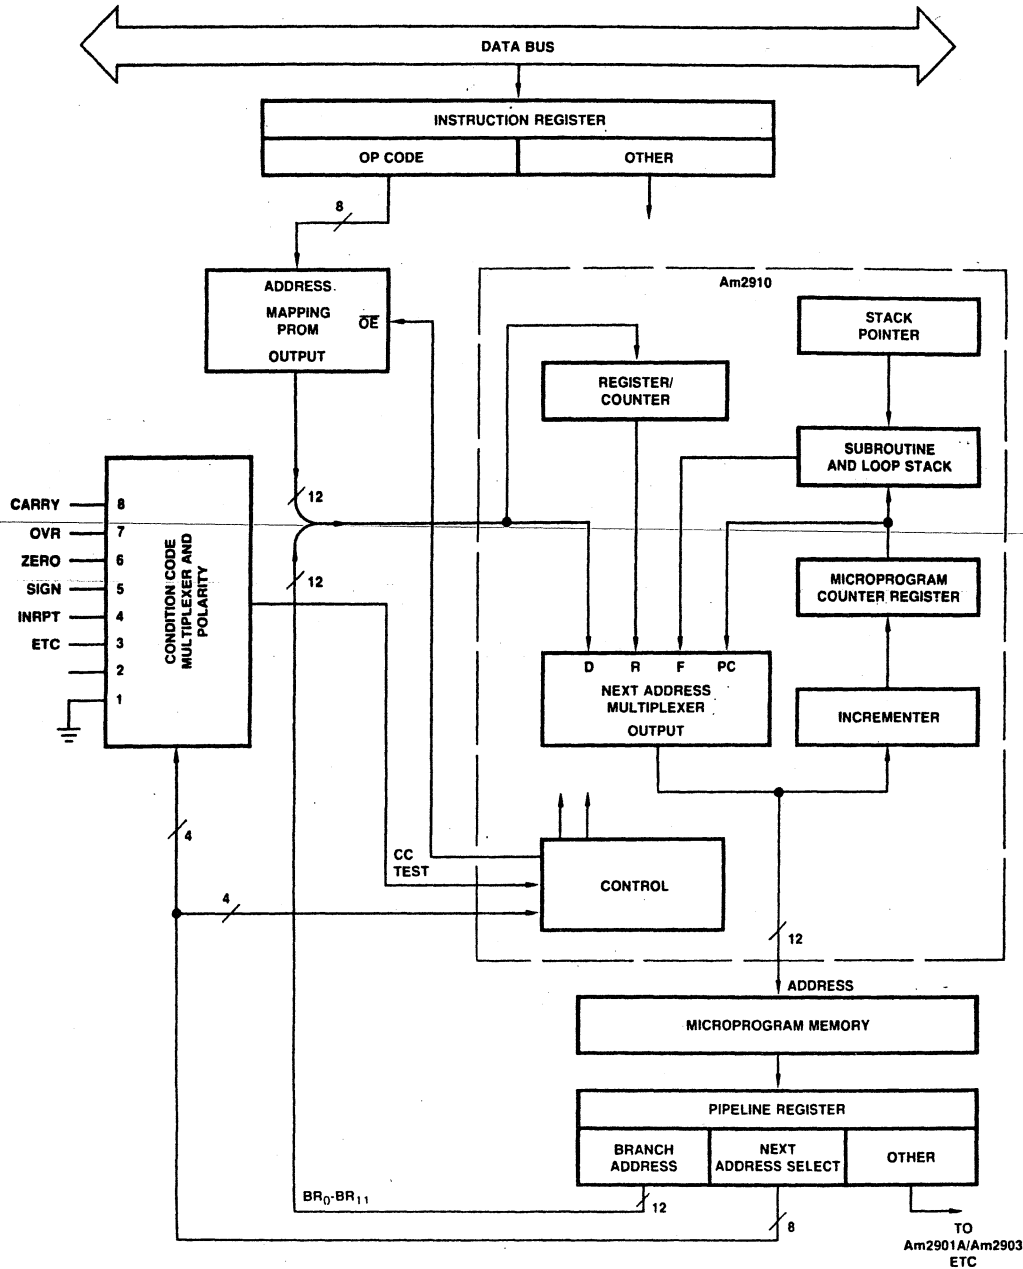 DATA BUS
INSTRUCTION REGISTER
OP CODE
OTHER
8
ADDRESS
MAPPING
PROM
OE
OUTPUT
Am2910
STACK
POINTER
REGISTER/
COUNTER
SUBROUTINE
AND LOOP STACK
12
CARRY
OVR
ZERO
SIGN
INRPT
ETC
8
7
6
5
4
3
2
1
CONDITION CODE
MULTIPLEXER AND
POLARITY
12
MICROPROGRAM
COUNTER REGISTER
D R F PC
NEXT ADDRESS
MULTIPLEXER
OUTPUT
INCREMENTER
4
CC
TEST
CONTROL
4
12
ADDRESS
MICROPROGRAM MEMORY
PIPELINE REGISTER
BRANCH
ADDRESS
NEXT
ADDRESS SELECT
OTHER
BR0-BR11
12
8
TO
Am2901A/Am2903
ETC